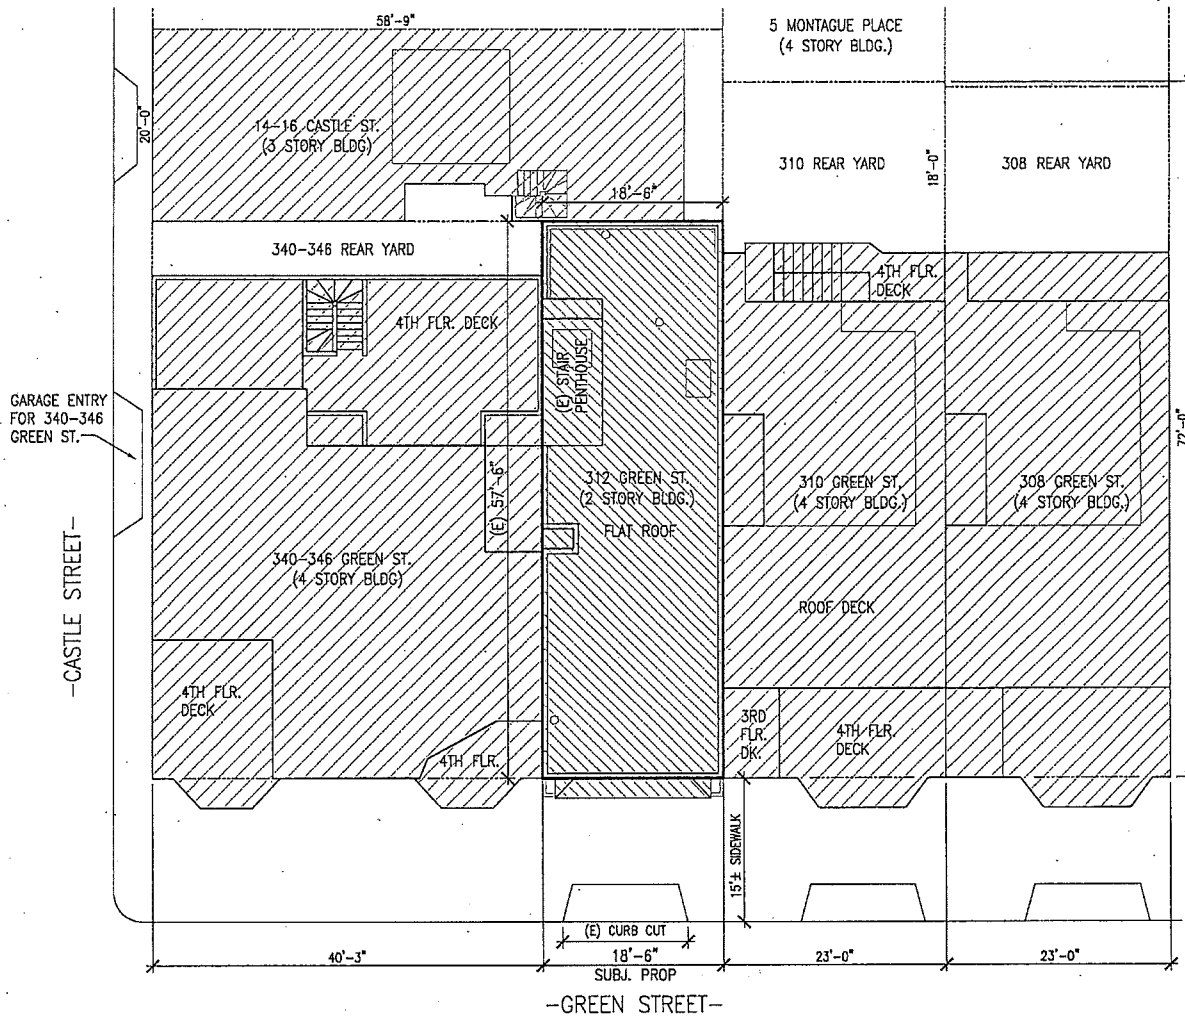 58'-9"
5 MONTAGUE PLACE
(4 STORY BLDG.)
20'-0"
14-16 CASTLE ST.
(3 STORY BLDG)
310 REAR YARD
18'-0"
308 REAR YARD
18'-6"
340-346 REAR YARD
4TH FLR.
DECK
4TH FLR. DECK
(E) STAIR
PENTHOUSE
GARAGE ENTRY
FOR 340-346
GREEN ST.
72'-0"
(E) 57'-6"
312 GREEN ST.
(2 STORY BLDG.)
FLAT ROOF
310 GREEN ST.
(4 STORY BLDG.)
308 GREEN ST.
(4 STORY BLDG.)
340-346 GREEN ST.
(4 STORY BLDG)
-CASTLE STREET-
ROOF DECK
4TH FLR.
DECK
4TH FLR.
3RD
FLR.
DK.
4TH FLR.
DECK
15'± SIDEWALK
(E) CURB CUT
40'-3"
18'-6"
SUBJ. PROP
23'-0"
23'-0"
-GREEN STREET-